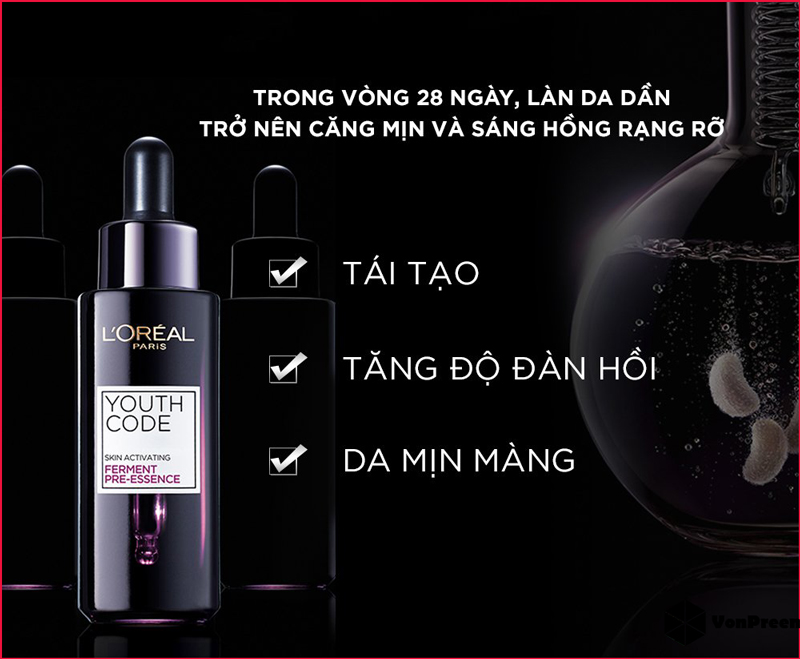 TRONG VÒNG 28 NGÀY, LÀN DA DẦN
TRỞ NÊN CĂNG MỊN VÀ SÁNG HỒNG RẠNG RỠ
TÁI TẠO
TĂNG ĐỘ ĐÀN HỒI
DA MỊN MÀNG
L'ORÉAL
PARIS
YOUTH
CODE
SKIN ACTIVATING
FERMENT
PRE-ESSENCE
VonPreen